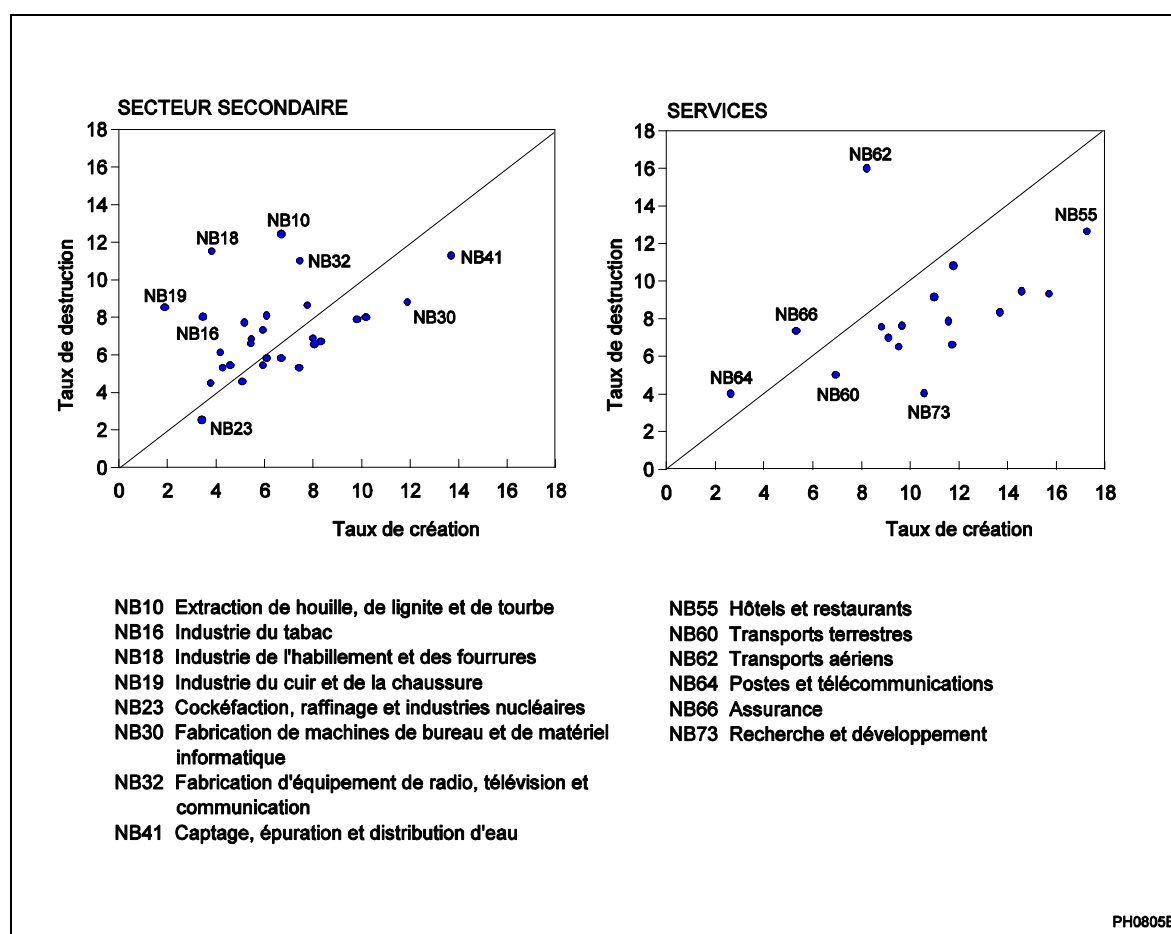 SECTEUR SECONDAIRE
18
16
14
12
10
8
6
4
2
0
Taux de destruction
NB10
NB18
NB32
NB41
NB19
NB30
NB16
NB23
0 2 4 6 8 10 12 14 16 18
Taux de création
SERVICES
18
16
14
12
10
8
6
4
2
0
Taux de destruction
NB62
NB55
NB66
NB64
NB60
NB73
0 2 4 6 8 10 12 14 16 18
Taux de création
NB10 Extraction de houille, de lignite et de tourbe
NB16 Industrie du tabac
NB18 Industrie de l'habillement et des fourrures
NB19 Industrie du cuir et de la chaussure
NB23 Cockéfaction, raffinage et industries nucléaires
NB30 Fabrication de machines de bureau et de matériel
informatique
NB32 Fabrication d'équipement de radio, télévision et
communication
NB41 Captage, épuration et distribution d'eau
NB55 Hôtels et restaurants
NB60 Transports terrestres
NB62 Transports aériens
NB64 Postes et télécommunications
NB66 Assurance
NB73 Recherche et développement
PH0805E